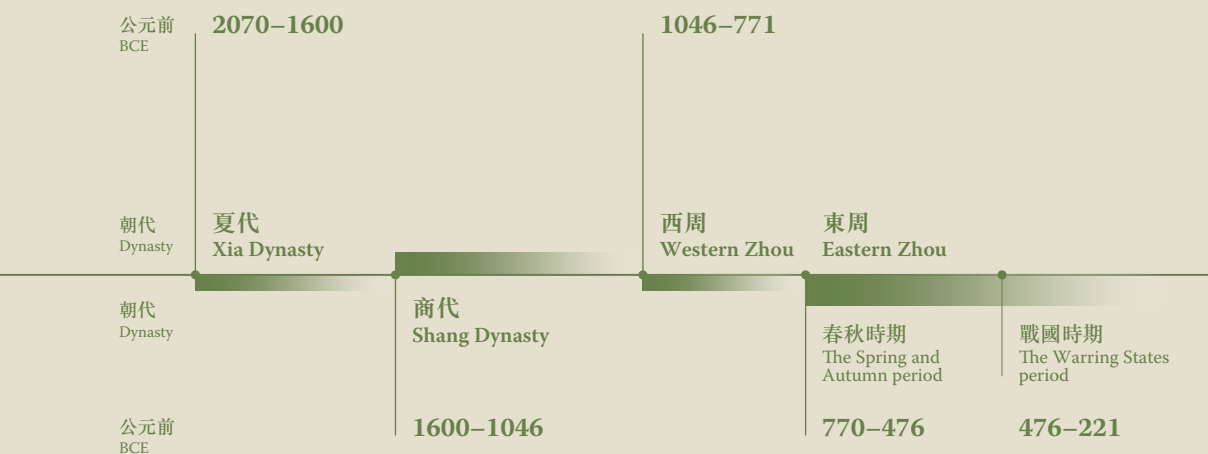 公元前
BCE
2070–1600
1046–771
朝代
Dynasty
夏代
Xia Dynasty
西周
Western Zhou
東周
Eastern Zhou
朝代
Dynasty
商代
Shang Dynasty
春秋時期
The Spring and
Autumn period
戰國時期
The Warring States
period
公元前
BCE
1600–1046
770–476
476–221